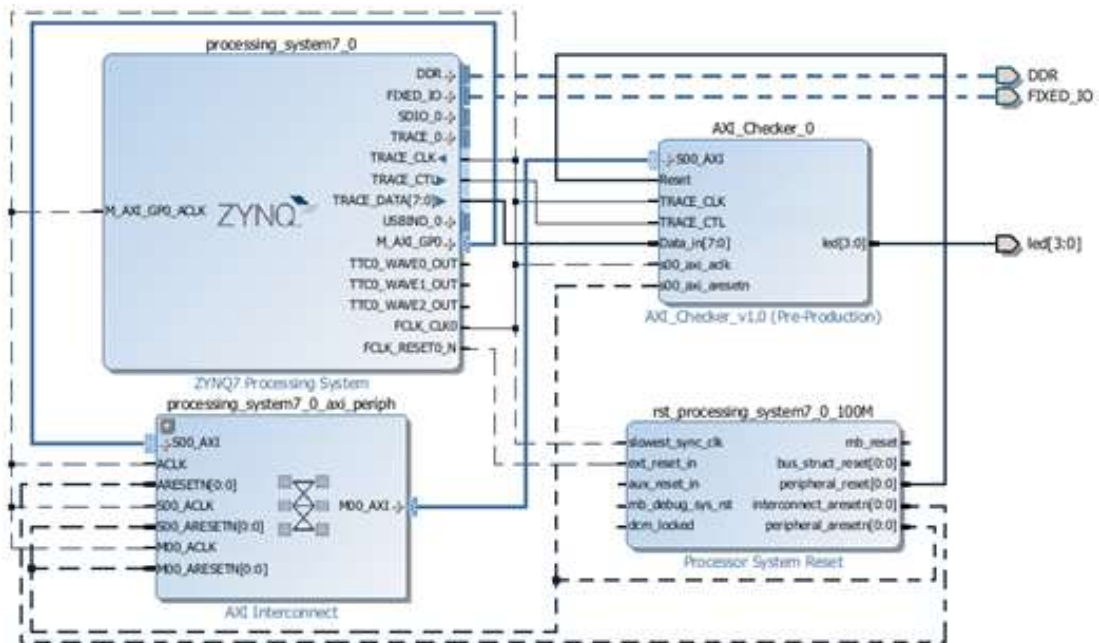 processing_system7_0
DDR
FIXED_IO
SDIO_0
TRACE_0
TRACE_CLK
TRACE_CTL
TRACE_DATA[7:0]
USBIND_0
M_AXI_GP0
TTC0_WAVE0_OUT
TTC0_WAVE1_OUT
TTC0_WAVE2_OUT
FCLK_CLK0
FCLK_RESET0_N
M_AXI_GP0_ACLK
ZYNQ
ZYNQ7 Processing System
DDR
FIXED_IO
AXI_Checker_0
S00_AXI
Reset
TRACE_CLK
TRACE_CTL
Data_in[7:0]
s00_axi_aclk
s00_axi_aresetn
led[3:0]
led[3:0]
AXI_Checker_v1.0 (Pre-Production)
processing_system7_0_axi_periph
S00_AXI
ACLK
ARESETN[0:0]
S00_ACLK
S00_ARESETN[0:0]
M00_ACLK
M00_ARESETN[0:0]
M00_AXI
AXI Interconnect
rst_processing_system7_0_100M
slowest_sync_clk
ext_reset_in
aux_reset_in
mb_debug_sys_rst
dcm_locked
mb_reset
bus_struct_reset[0:0]
peripheral_reset[0:0]
interconnect_aresetn[0:0]
peripheral_aresetn[0:0]
Processor System Reset